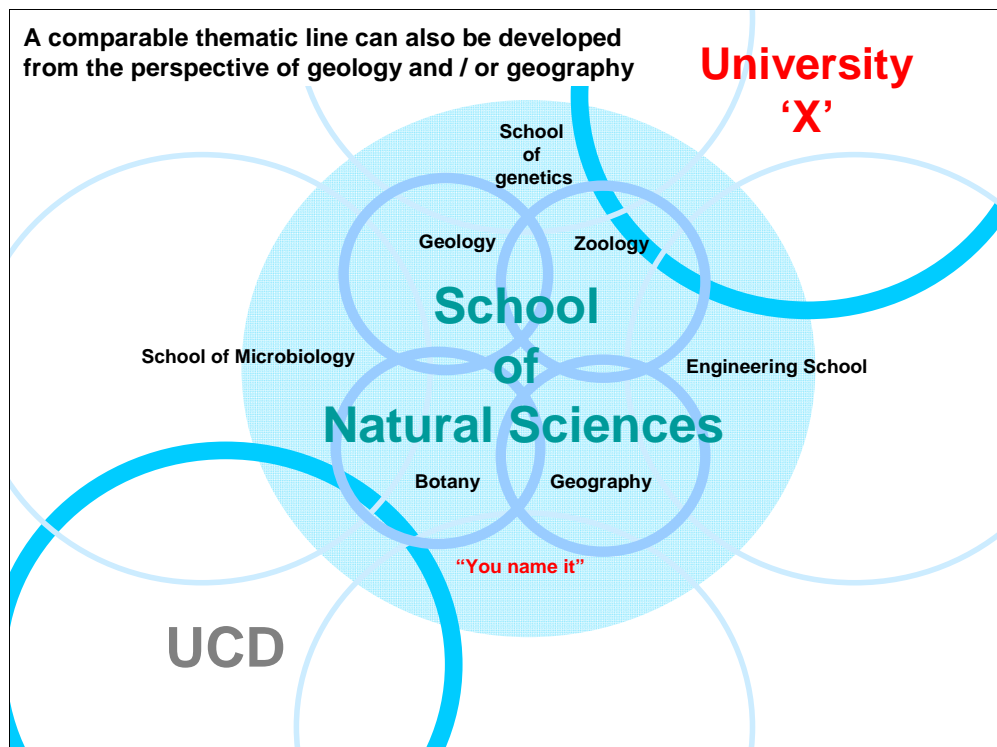 A comparable thematic line can also be developed
from the perspective of geology and / or geography
University
‘X’
School
of
genetics
Geology
Zoology
School
of
Natural Sciences
School of Microbiology
Engineering School
Botany
Geography
“You name it”
UCD